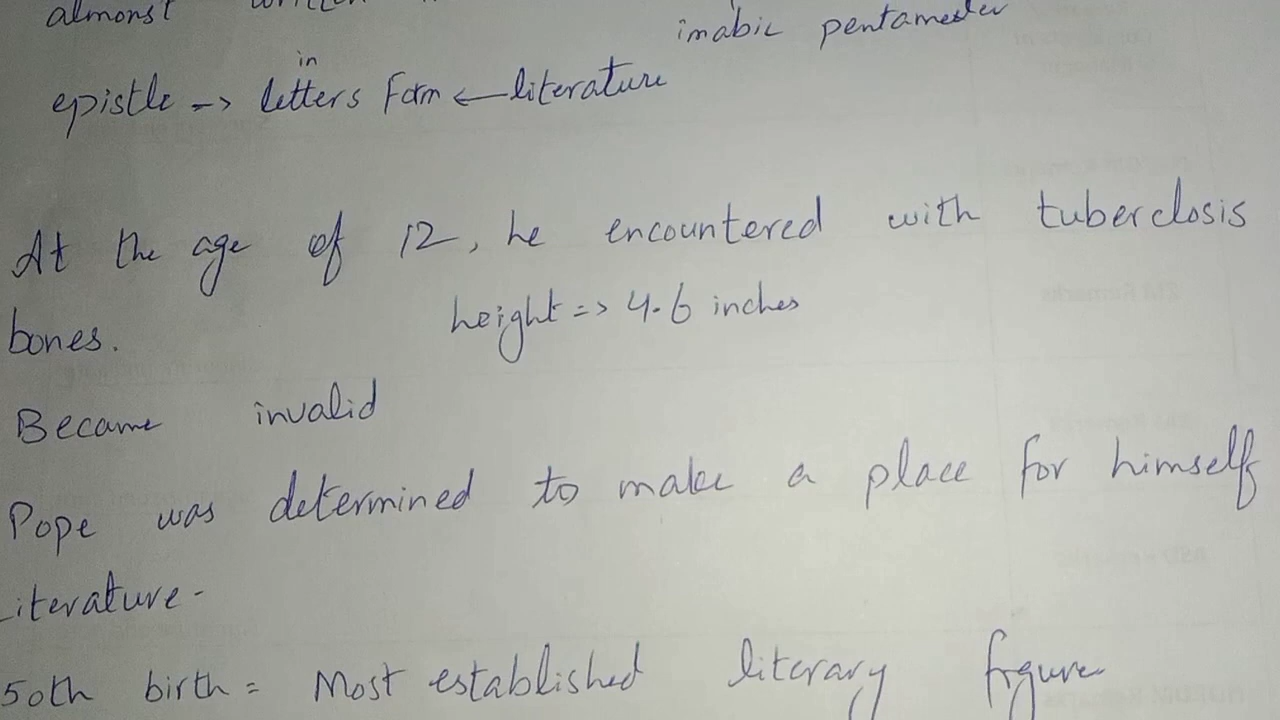 almonst written
imabic pentameter
in
epistle -> letters Form <- literature
At the age of 12, he encountered with tuberclosis
bones. height => 4.6 inches
Became invalid
Pope was determined to make a place for himself
Literature -
50th birth = Most established literary figure